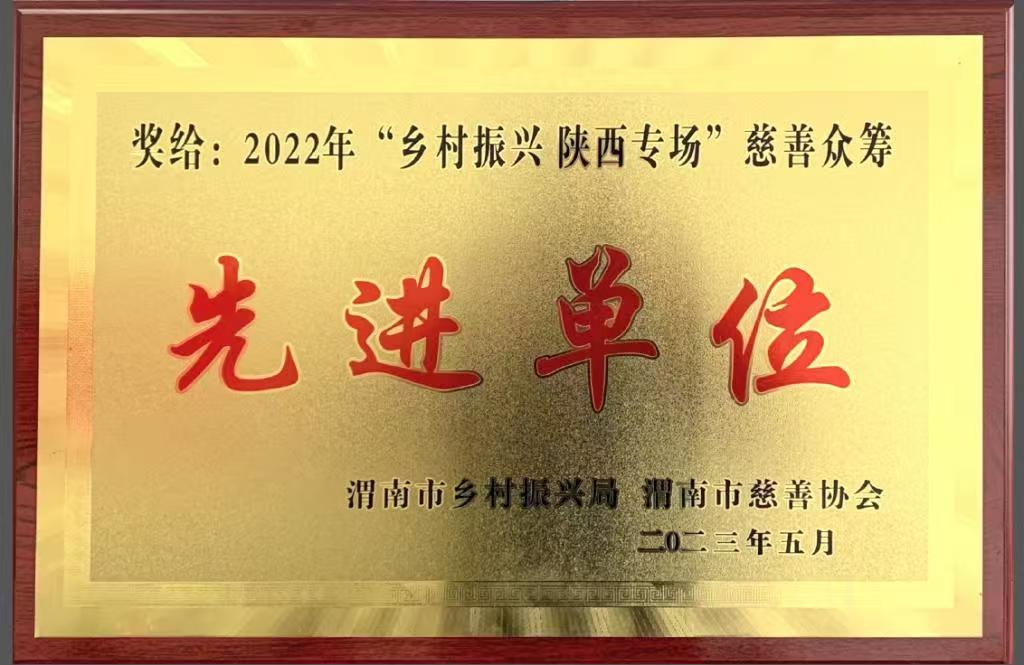 奖给：2022年“乡村振兴 陕西专场”慈善众筹
先进单位
渭南市乡村振兴局 渭南市慈善协会
二0二三年五月